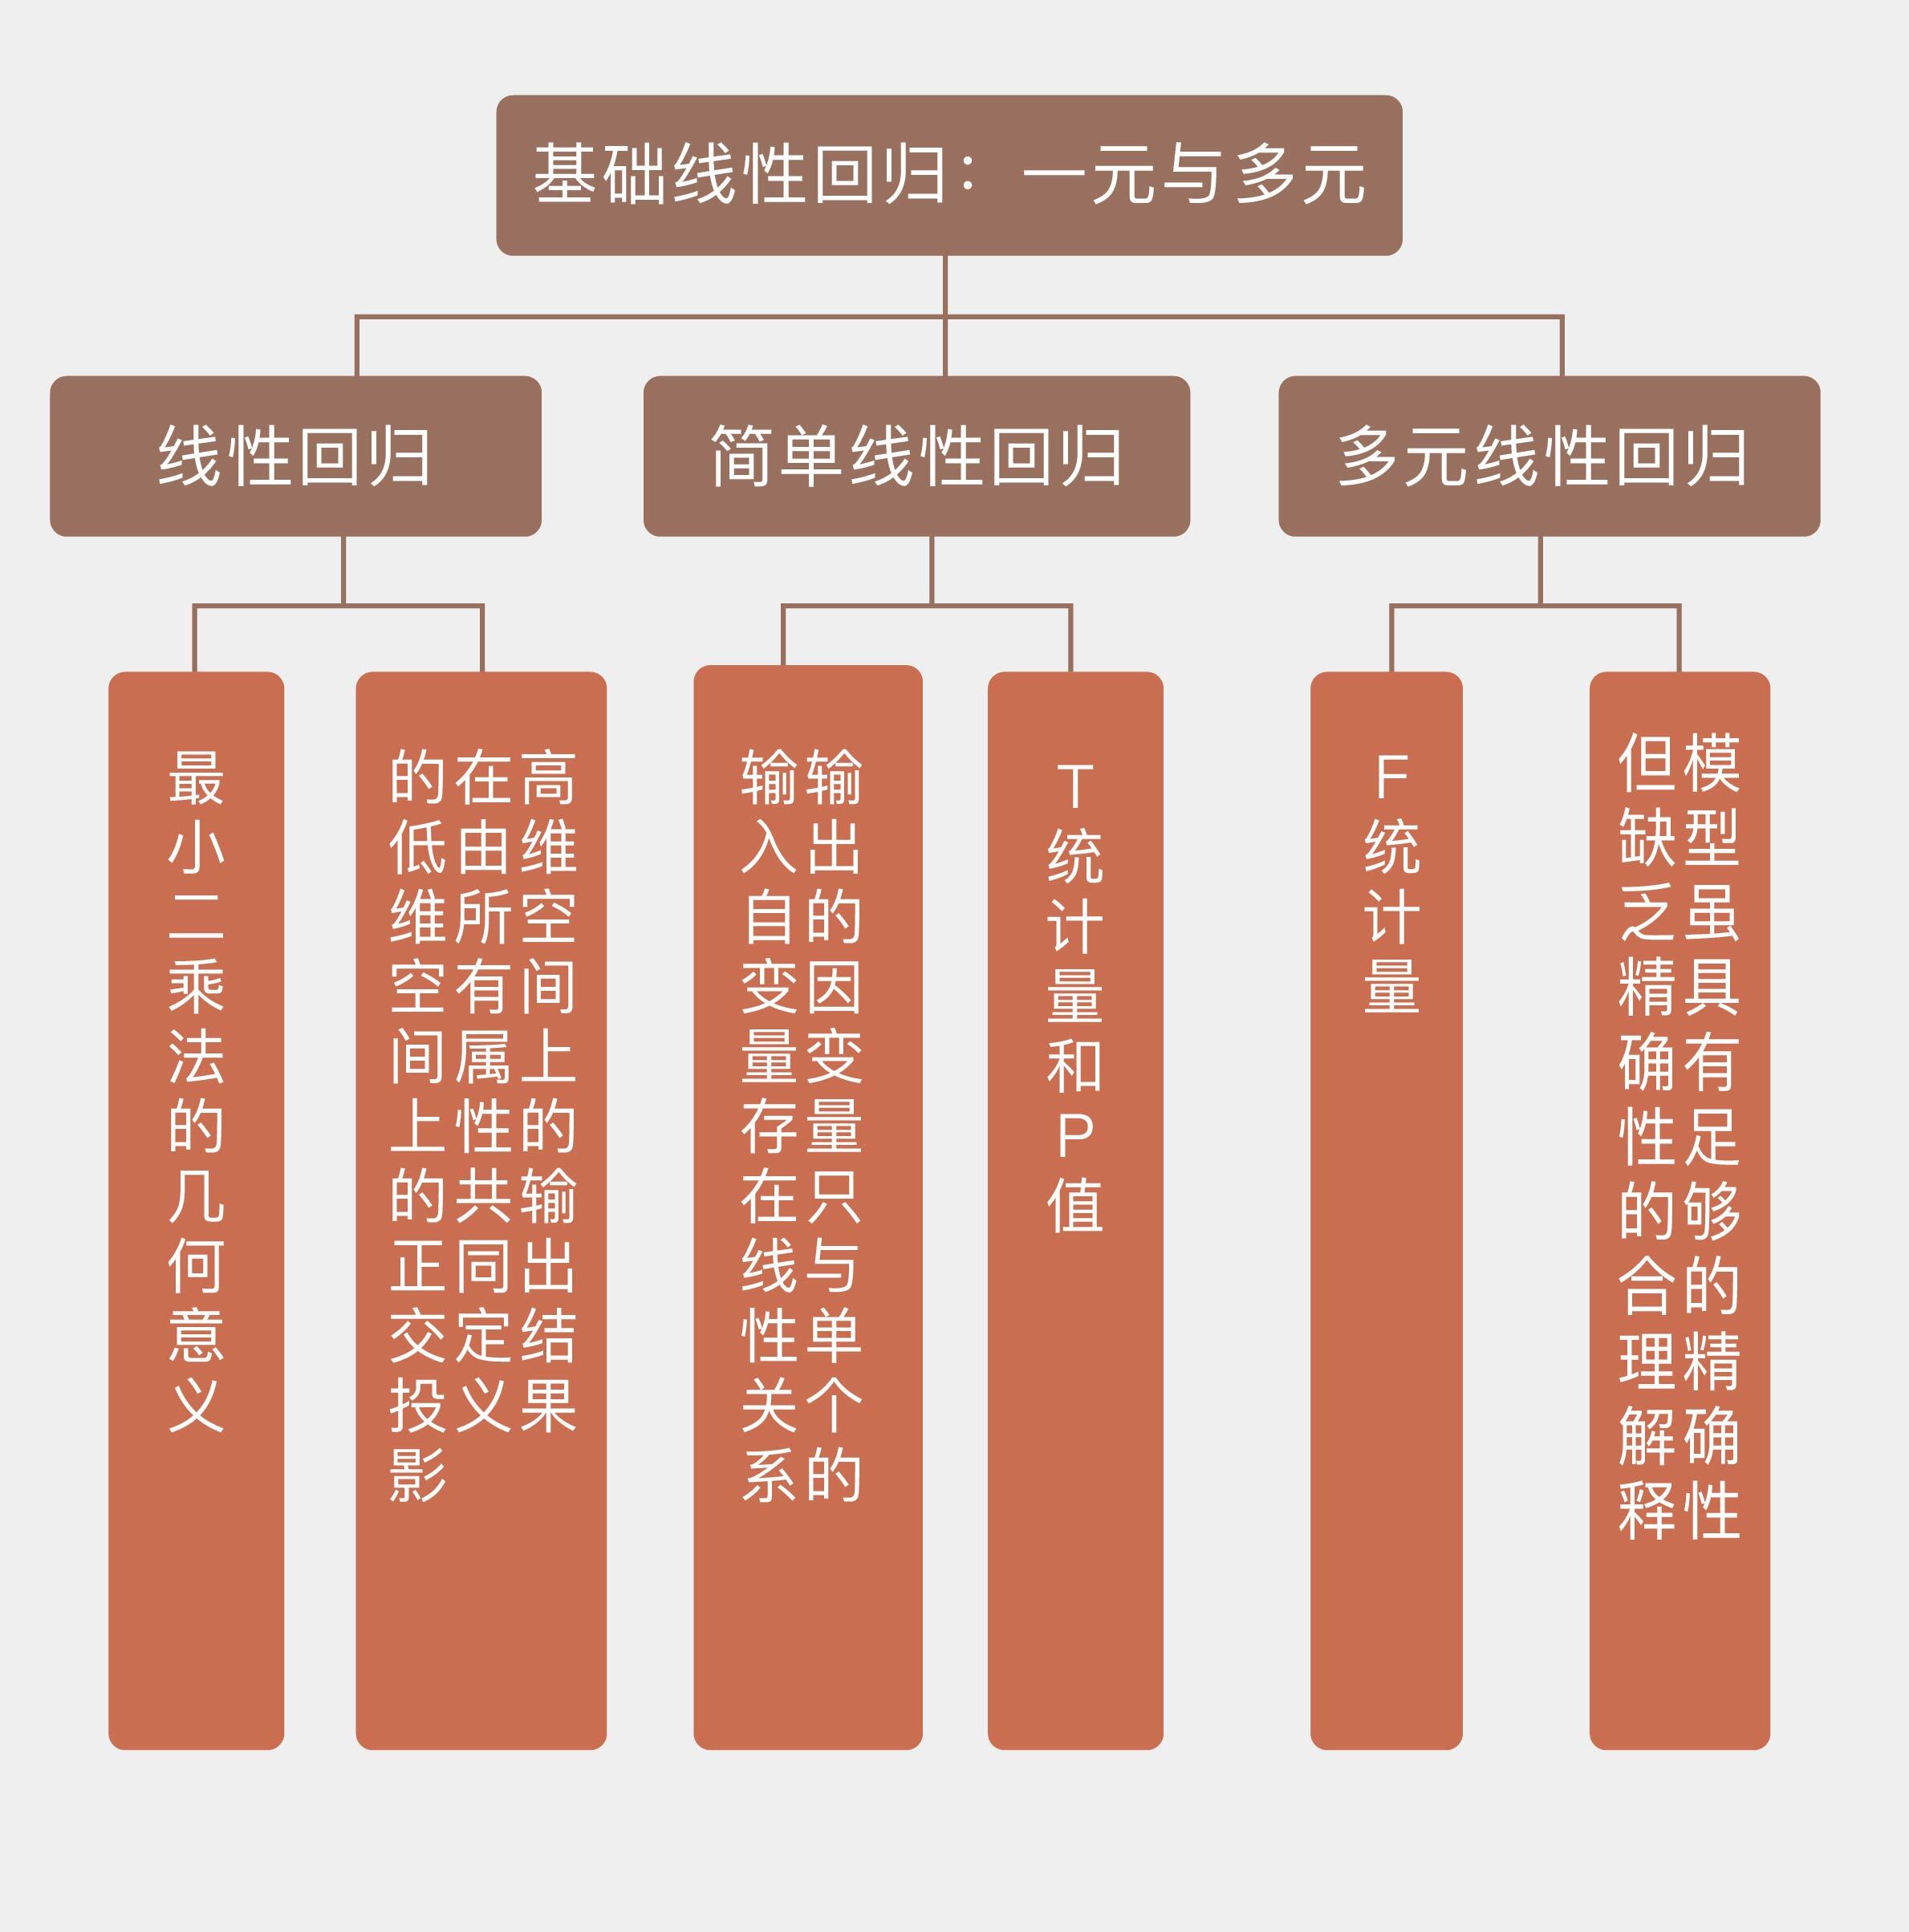 基础线性回归：一元与多元
线性回归
简单线性回归
多元线性回归
最小二乘法的几何意义
高维空间上的输出结果
在由所有属性共同定义
的低维空间上的正交投影
输出的因变量只与单个的
输入自变量存在线性关系
T统计量和P值
F统计量
模型虽具有足够的精确性
但缺乏精确性的合理解释